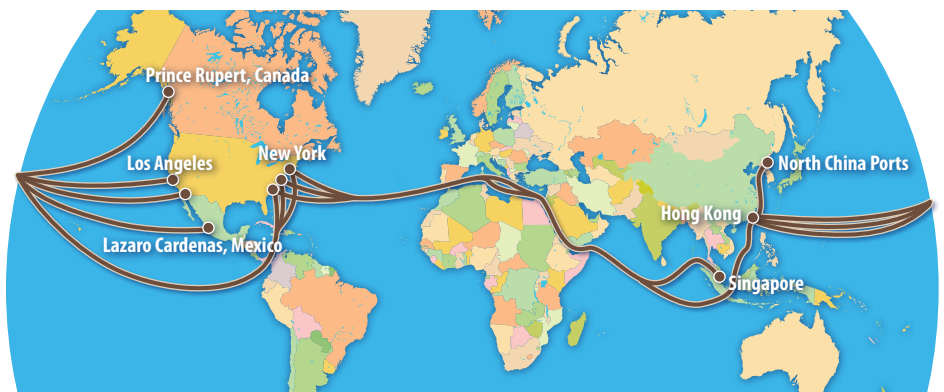 Prince Rupert, Canada
Los Angeles
New York
North China Ports
Hong Kong
Lazaro Cardenas, Mexico
Singapore